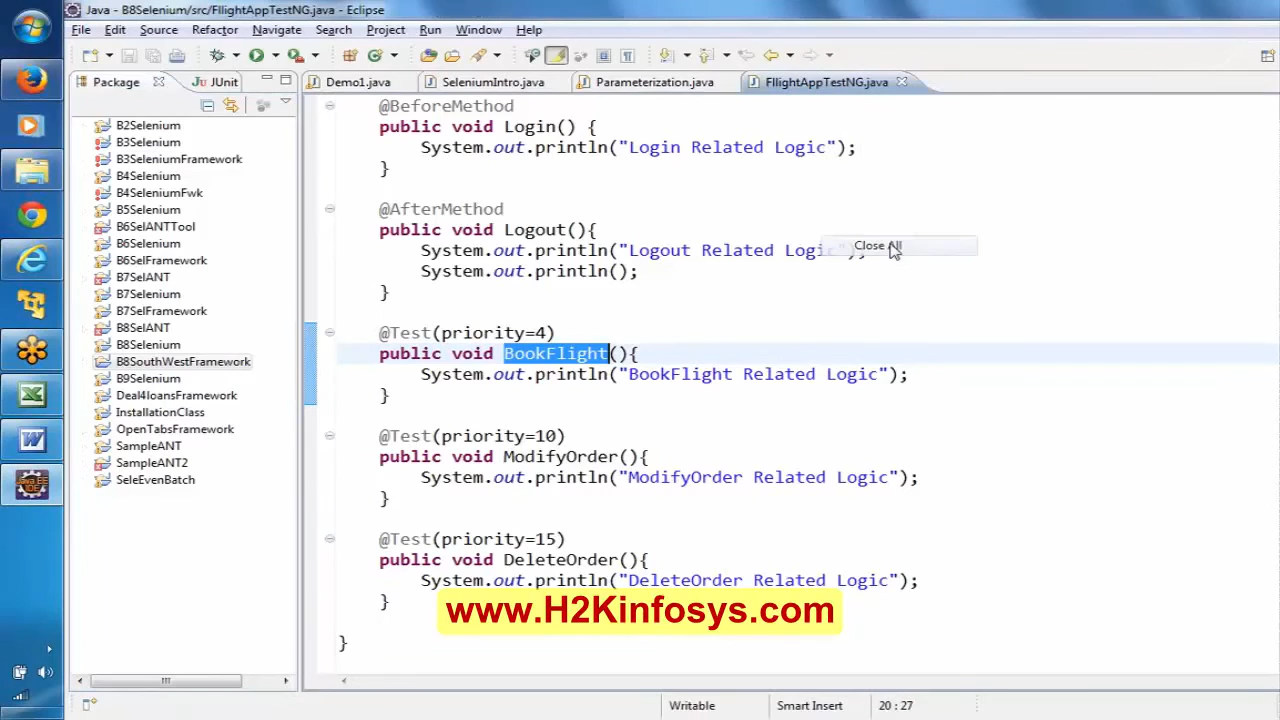 Java - B8Selenium/src/FllightAppTestNG.java - Eclipse
File Edit Source Refactor Navigate Search Project Run Window Help
Package JUnit Demo1.java SeleniumIntro.java Parameterization.java FllightAppTestNG.java
B2Selenium
B3Selenium
B3SeleniumFramework
B4Selenium
B4SeleniumFwk
B5Selenium
B6SelANTTool
B6Selenium
B6SelFramework
B7SelANT
B7Selenium
B7SelFramework
B8SelANT
B8Selenium
B8SouthWestFramework
B9Selenium
Deal4loansFramework
InstallationClass
OpenTabsFramework
SampleANT
SampleANT2
SeleEvenBatch
@BeforeMethod
public void Login() {
System.out.println("Login Related Logic");
}
@AfterMethod
public void Logout(){
System.out.println("Logout Related Logic");
System.out.println();
}
Close All
@Test(priority=4)
public void BookFlight(){
System.out.println("BookFlight Related Logic");
}
@Test(priority=10)
public void ModifyOrder(){
System.out.println("ModifyOrder Related Logic");
}
@Test(priority=15)
public void DeleteOrder(){
System.out.println("DeleteOrder Related Logic");
}
www.H2Kinfosys.com
}
Writable Smart Insert 20 : 27
Java EE
IDE